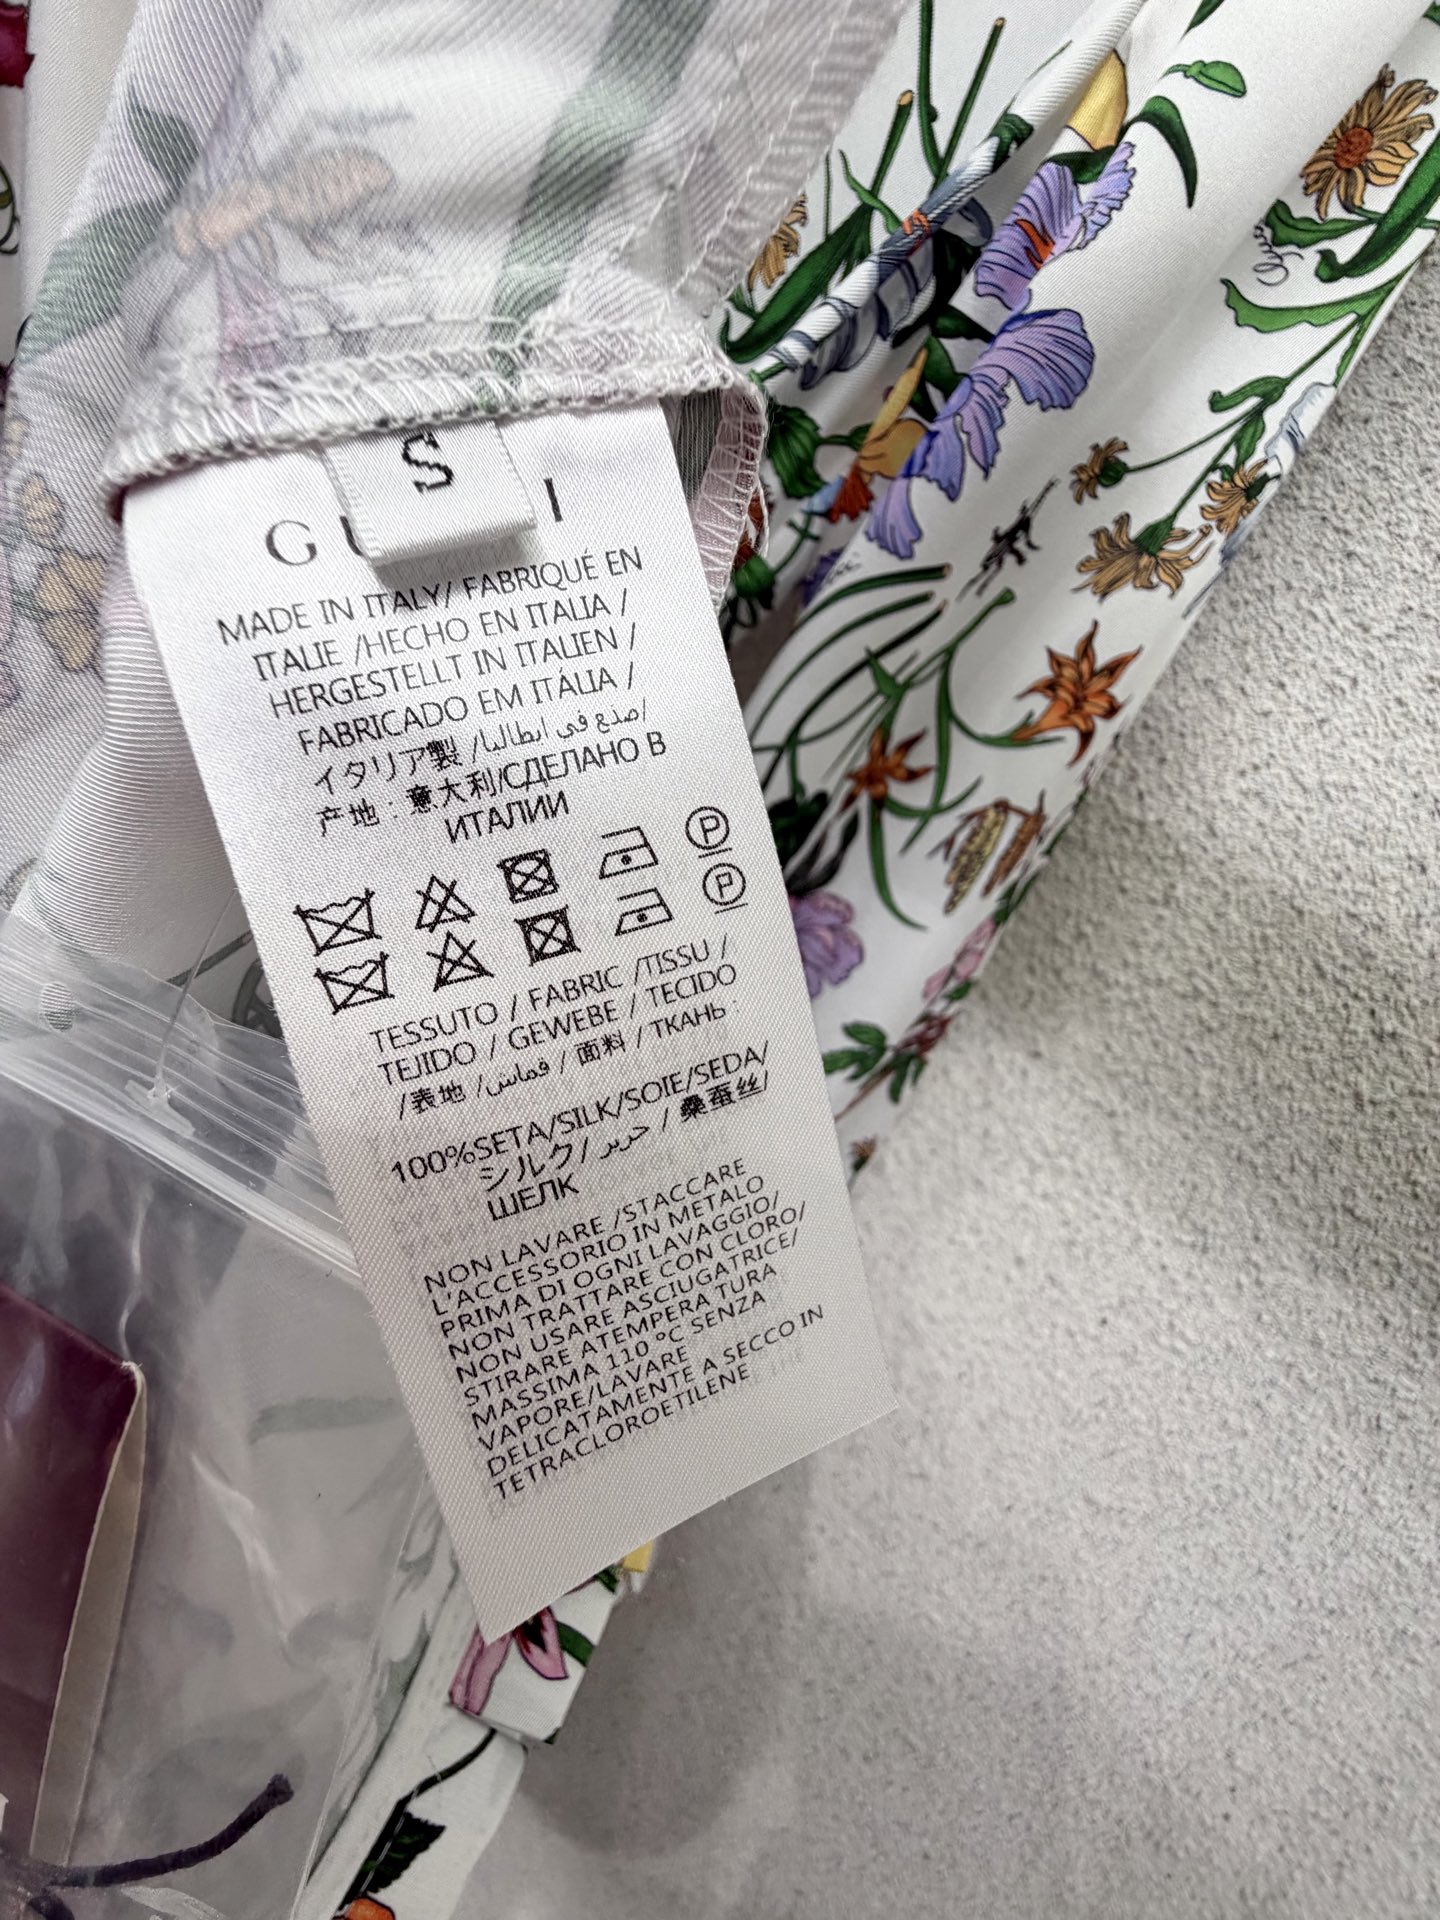 S
GU I
MADE IN ITALY/ FABRIQUÉ EN
ITALIE /HECHO EN ITALIA /
HERGESTELLT IN ITALIEN /
FABRICADO EM ITÁLIA /
イタリア製 /صنع في ايطاليا/
产地：意大利/СДЕЛАНО В
ИТАЛИИ
P
P
TESSUTO / FABRIC /TISSU /
TEJIDO / GEWEBE / TECIDO
/表地 /قماش / 面料 / ТКАНЬ :
100%SETA/SILK/SOIE/SEDA/
シルク/ حرير / 桑蚕丝/
ШЕЛК
NON LAVARE /STACCARE
L'ACCESSORIO IN METALO
PRIMA DI OGNI LAVAGGIO/
NON TRATTARE CON CLORO/
NON USARE ASCIUGATRICE/
STIRARE ATEMPERA TURA
MASSIMA 110 °C SENZA
VAPORE/LAVARE
DELICATAMENTE A SECCO IN
TETRACLOROETILENE